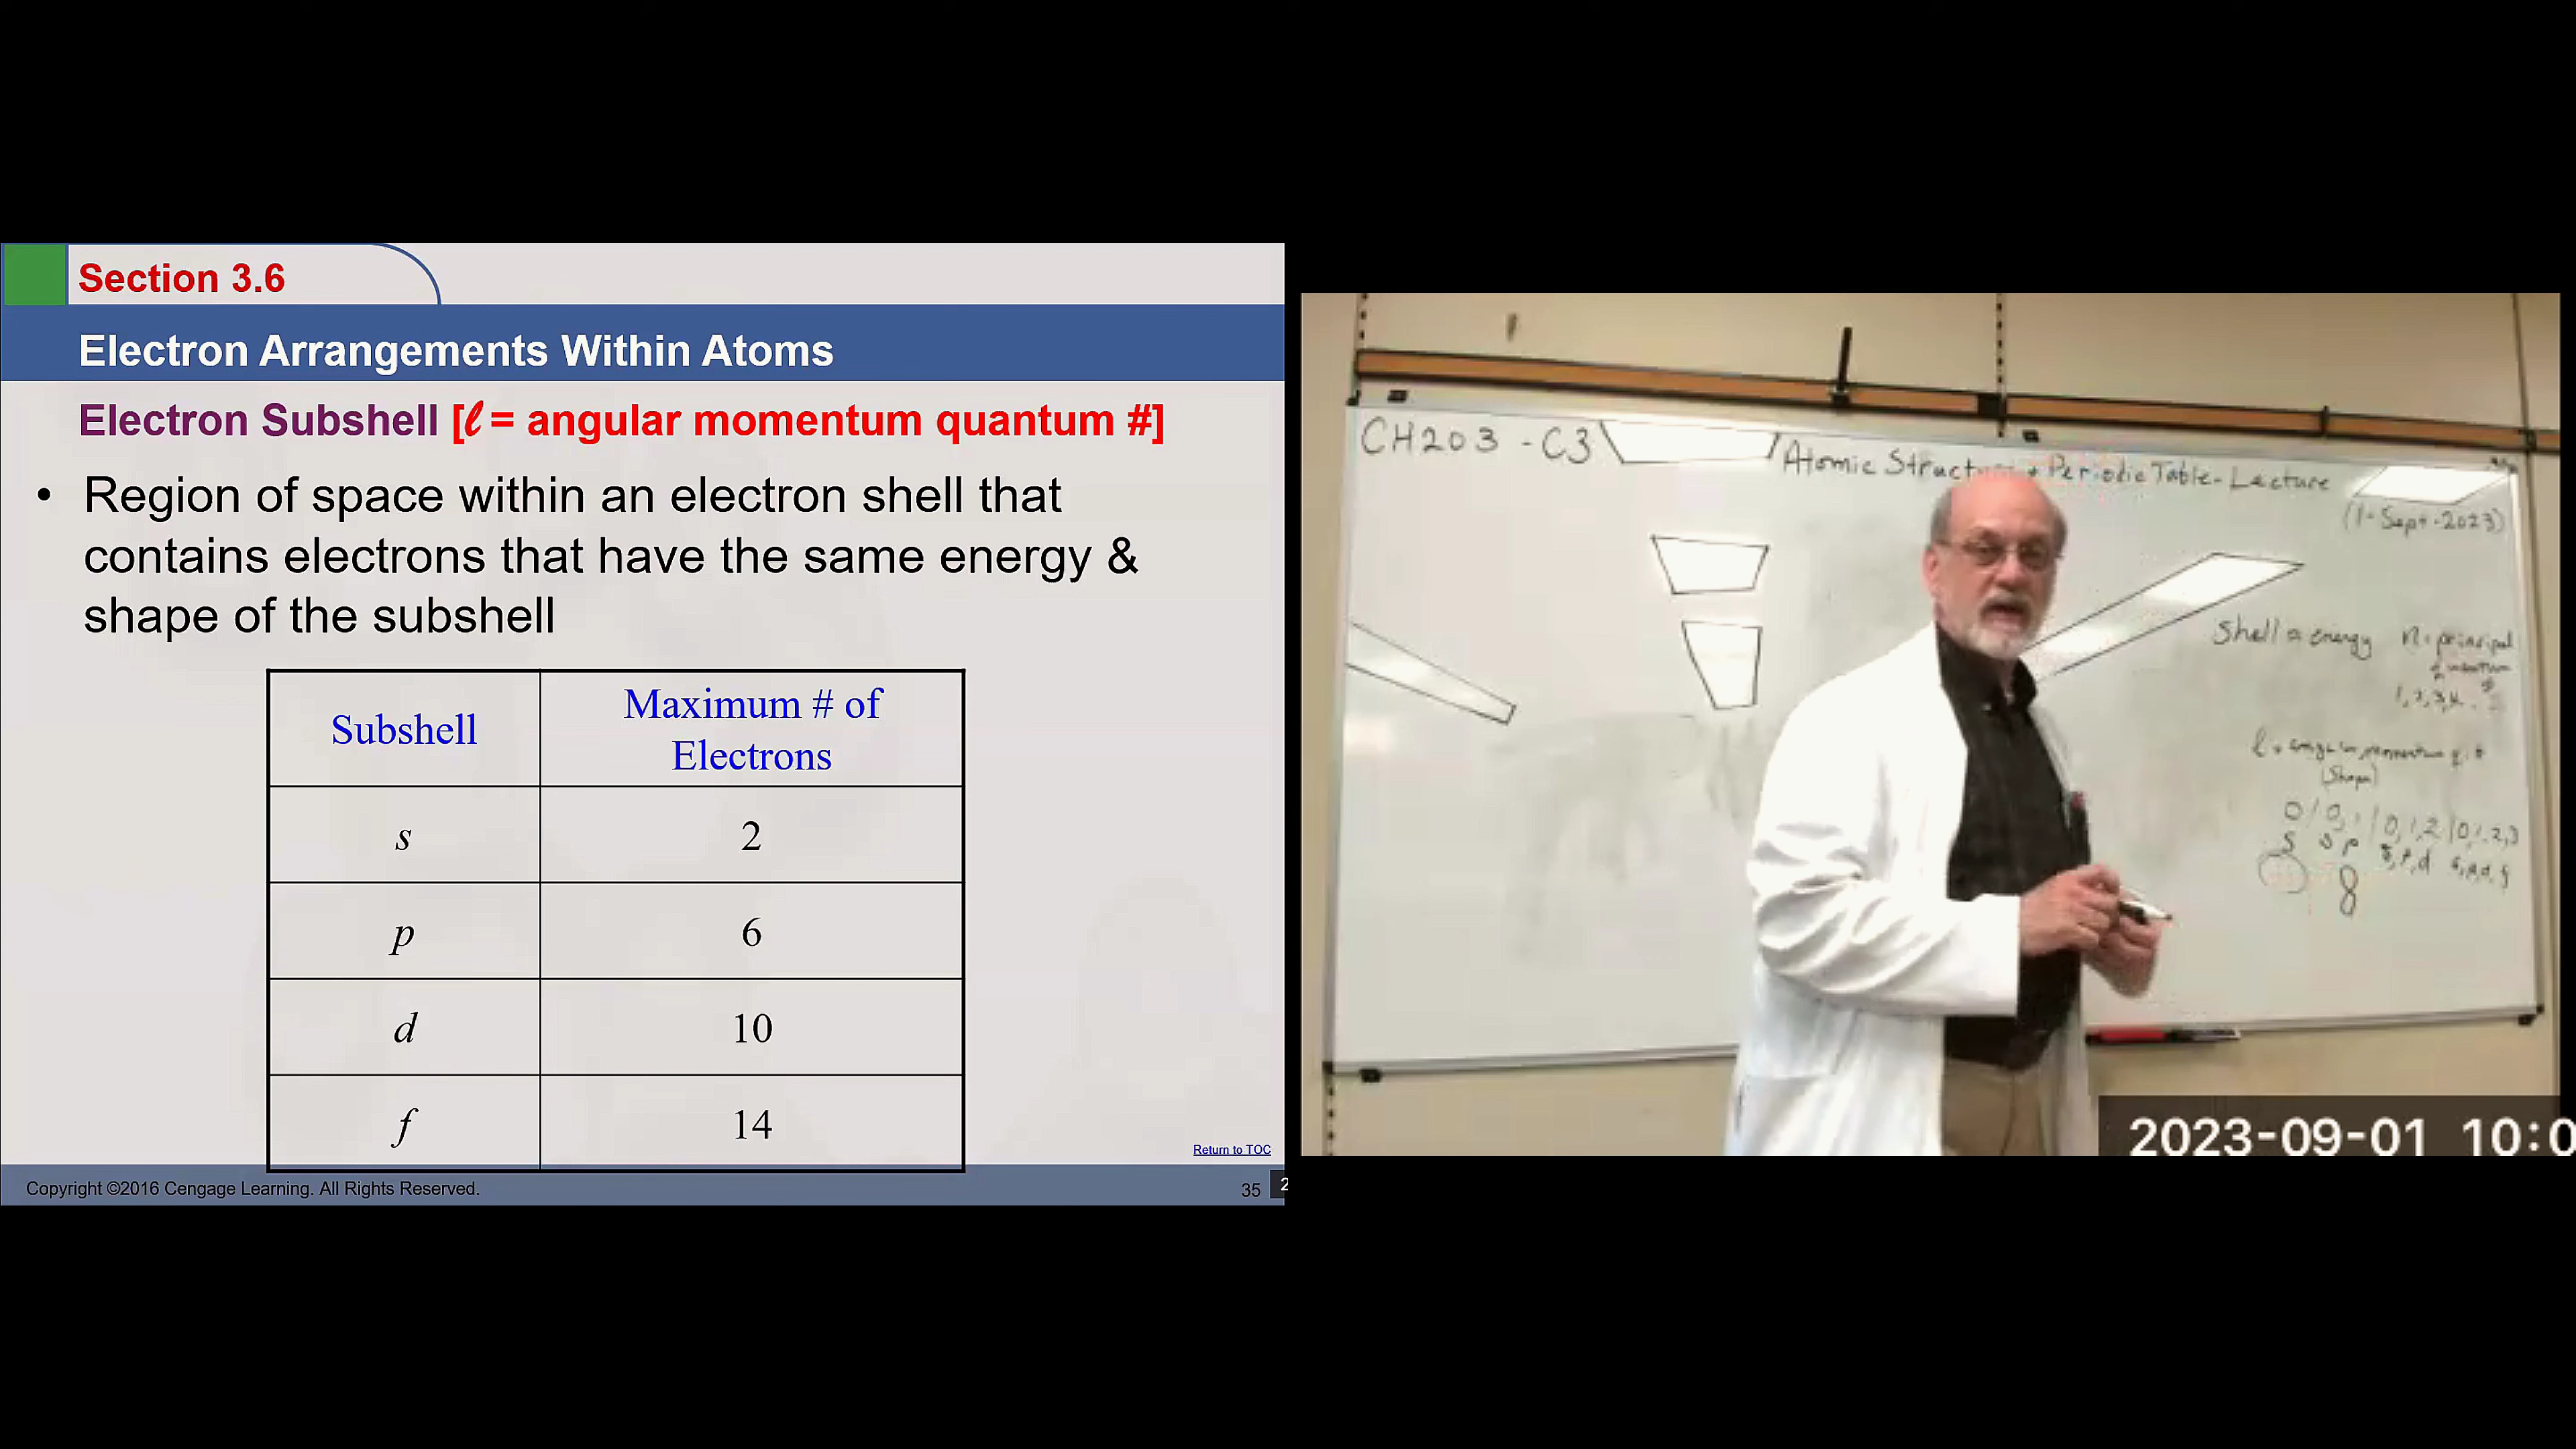 Section 3.6
Electron Arrangements Within Atoms
Electron Subshell [ℓ = angular momentum quantum #]
• Region of space within an electron shell that
contains electrons that have the same energy &
shape of the subshell
Subshell
Maximum # of
Electrons
s 2
p 6
d 10
f 14
Return to TOC
Copyright ©2016 Cengage Learning. All Rights Reserved.
35
2
CH203 - C3
Atomic Periodic Table - Lecture
(1-Sept-2023)
Shell energy n = principal
quantum
1, 2, 3, 4
ℓ = angular momentum q.#
(Shape)
0 / 0, 1 / 0, 1, 2 / 0, 1, 2, 3
s s p s, p, d s, p, d, f
2023-09-01 10:0